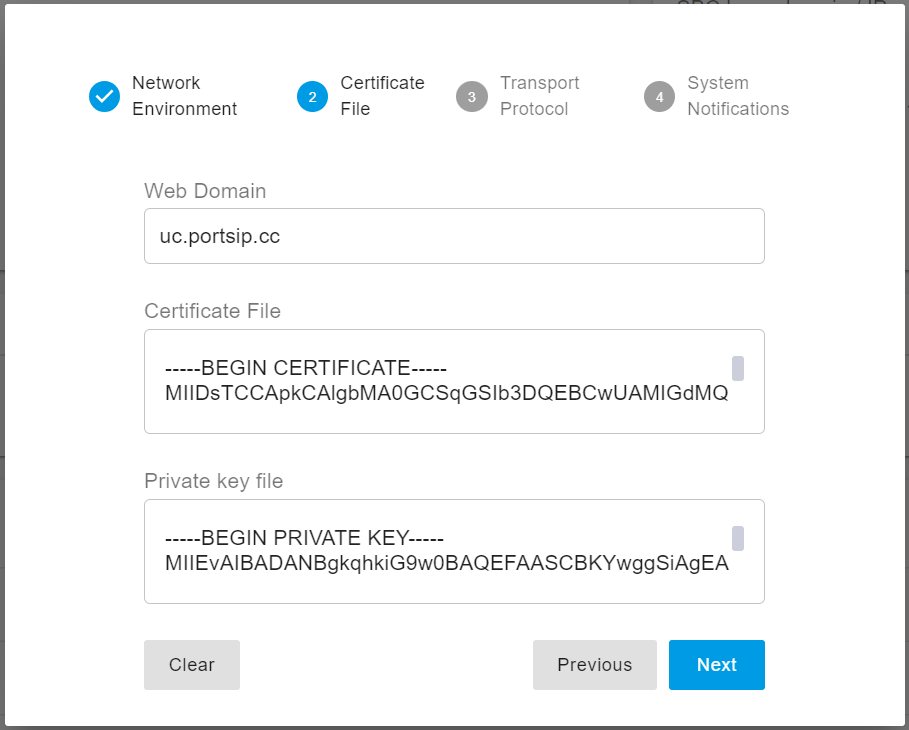 Network
Environment
2
Certificate
File
3
Transport
Protocol
4
System
Notifications
Web Domain
uc.portsip.cc
Certificate File
-----BEGIN CERTIFICATE-----
MIIDsTCCApkCAlgbMA0GCSqGSIb3DQEBCwUAMIGdMQ
Private key file
-----BEGIN PRIVATE KEY-----
MIIEvAIBADANBgkqhkiG9w0BAQEFAASCBKYwggSiAgEA
Clear
Previous
Next